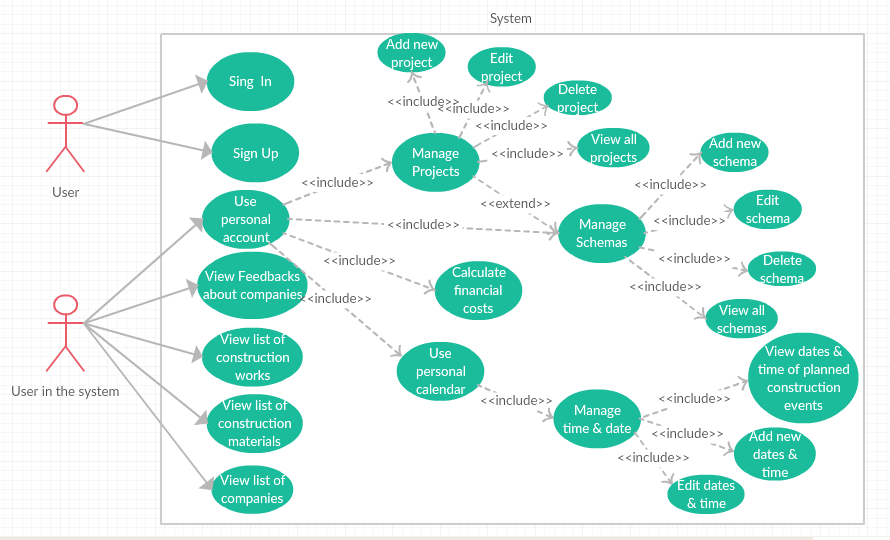 System
Add new
project
Edit
project
Delete
project
View all
projects
Sing In
Sign Up
User
Manage
Projects
<<include>>
<<include>>
<<include>>
<<include>>
<<include>>
<<extend>>
Use
personal
account
<<include>>
<<include>>
<<include>>
Manage
Schemas
Add new
schema
Edit
schema
Delete
schema
View all
schemas
<<include>>
<<include>>
<<include>>
<<include>>
View Feedbacks
about companies
Calculate
financial
costs
User in the system
View list of
construction
works
Use
personal
calendar
View list of
construction
materials
View list of
companies
<<include>>
Manage
time & date
<<include>>
<<include>>
<<include>>
View dates &
time of planned
construction
events
Add new
dates &
time
Edit dates
& time